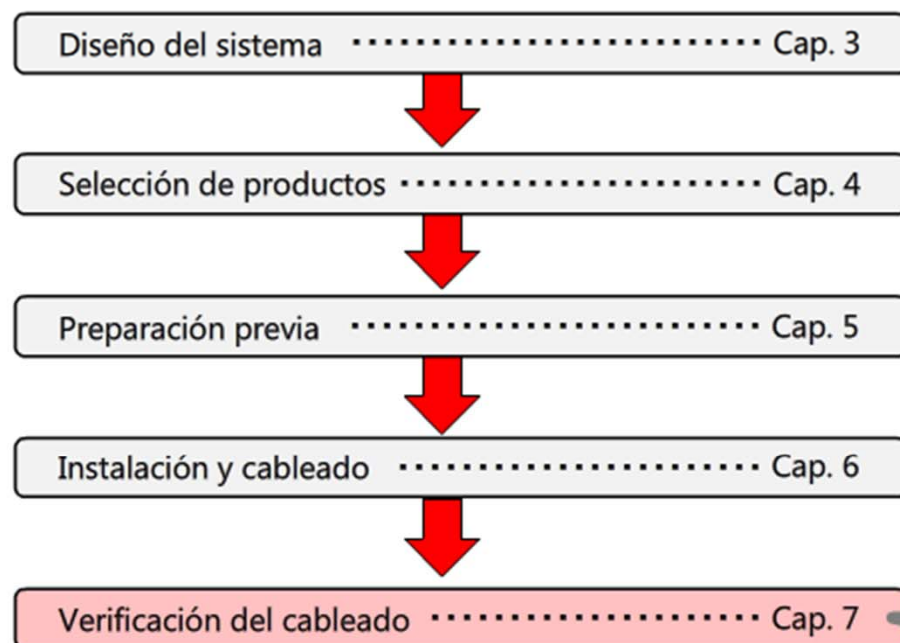 Diseño del sistema ························· Cap. 3
Selección de productos ······················ Cap. 4
Preparación previa ························· Cap. 5
Instalación y cableado ······················ Cap. 6
Verificación del cableado ···················· Cap. 7